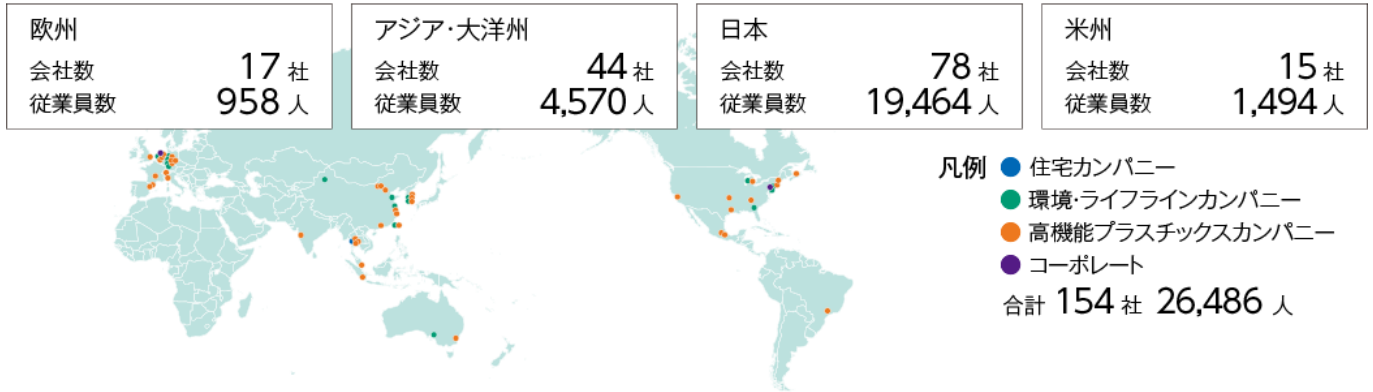 欧州
会社数 17 社
従業員数 958 人
アジア・大洋州
会社数 44 社
従業員数 4,570 人
日本
会社数 78 社
従業員数 19,464 人
米州
会社数 15 社
従業員数 1,494 人
凡例 住宅カンパニー
環境・ライフラインカンパニー
高機能プラスチックスカンパニー
コーポレート
合計 154 社 26,486 人